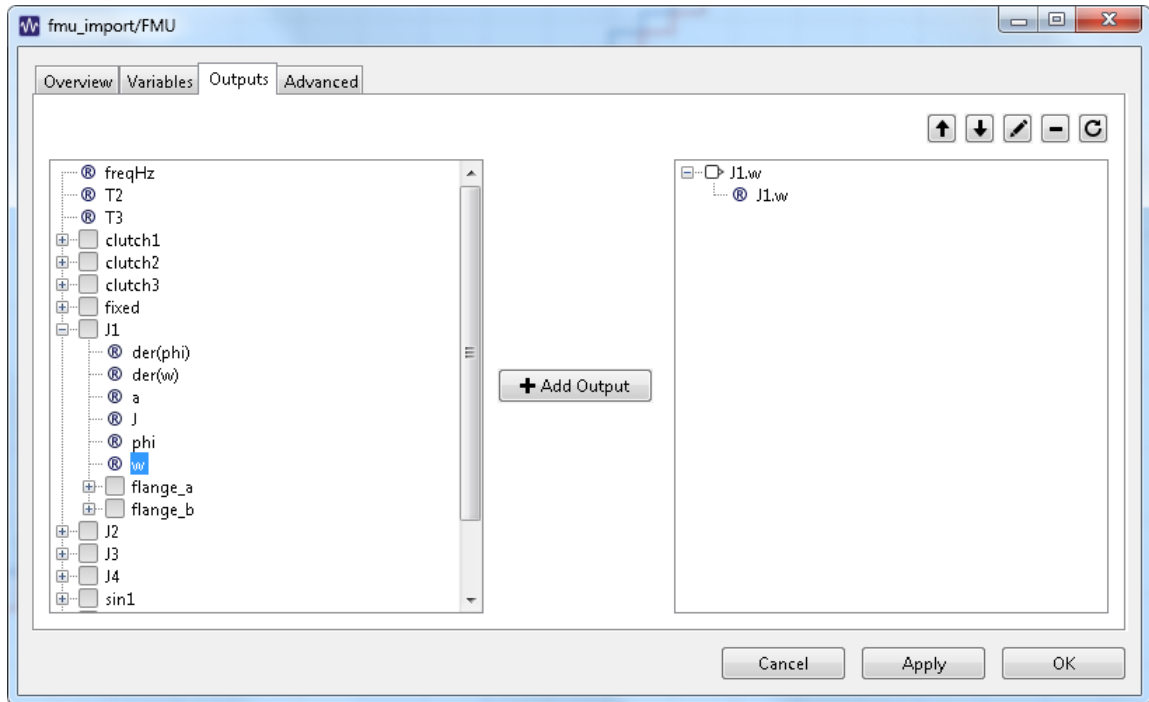 fmu_import/FMU
Overview Variables Outputs Advanced
® freqHz
® T2
® T3
clutch1
clutch2
clutch3
fixed
J1
® der(phi)
® der(w)
® a
® J
® phi
® w
flange_a
flange_b
J2
J3
J4
sin1
Add Output
J1.w
® J1.w
Cancel Apply OK